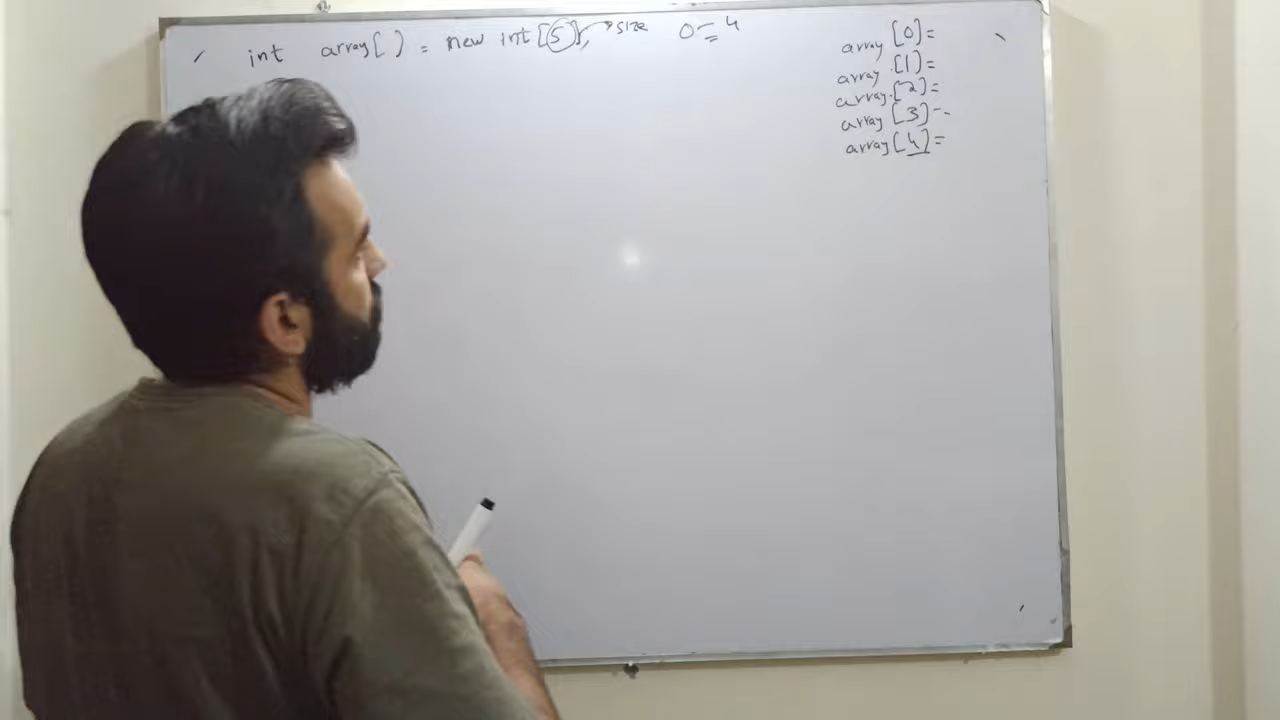 int array[ ] = new int[5]; size 0 - 4
array [0]=
array [1]=
array [2]=
array [3]=
array [4]=